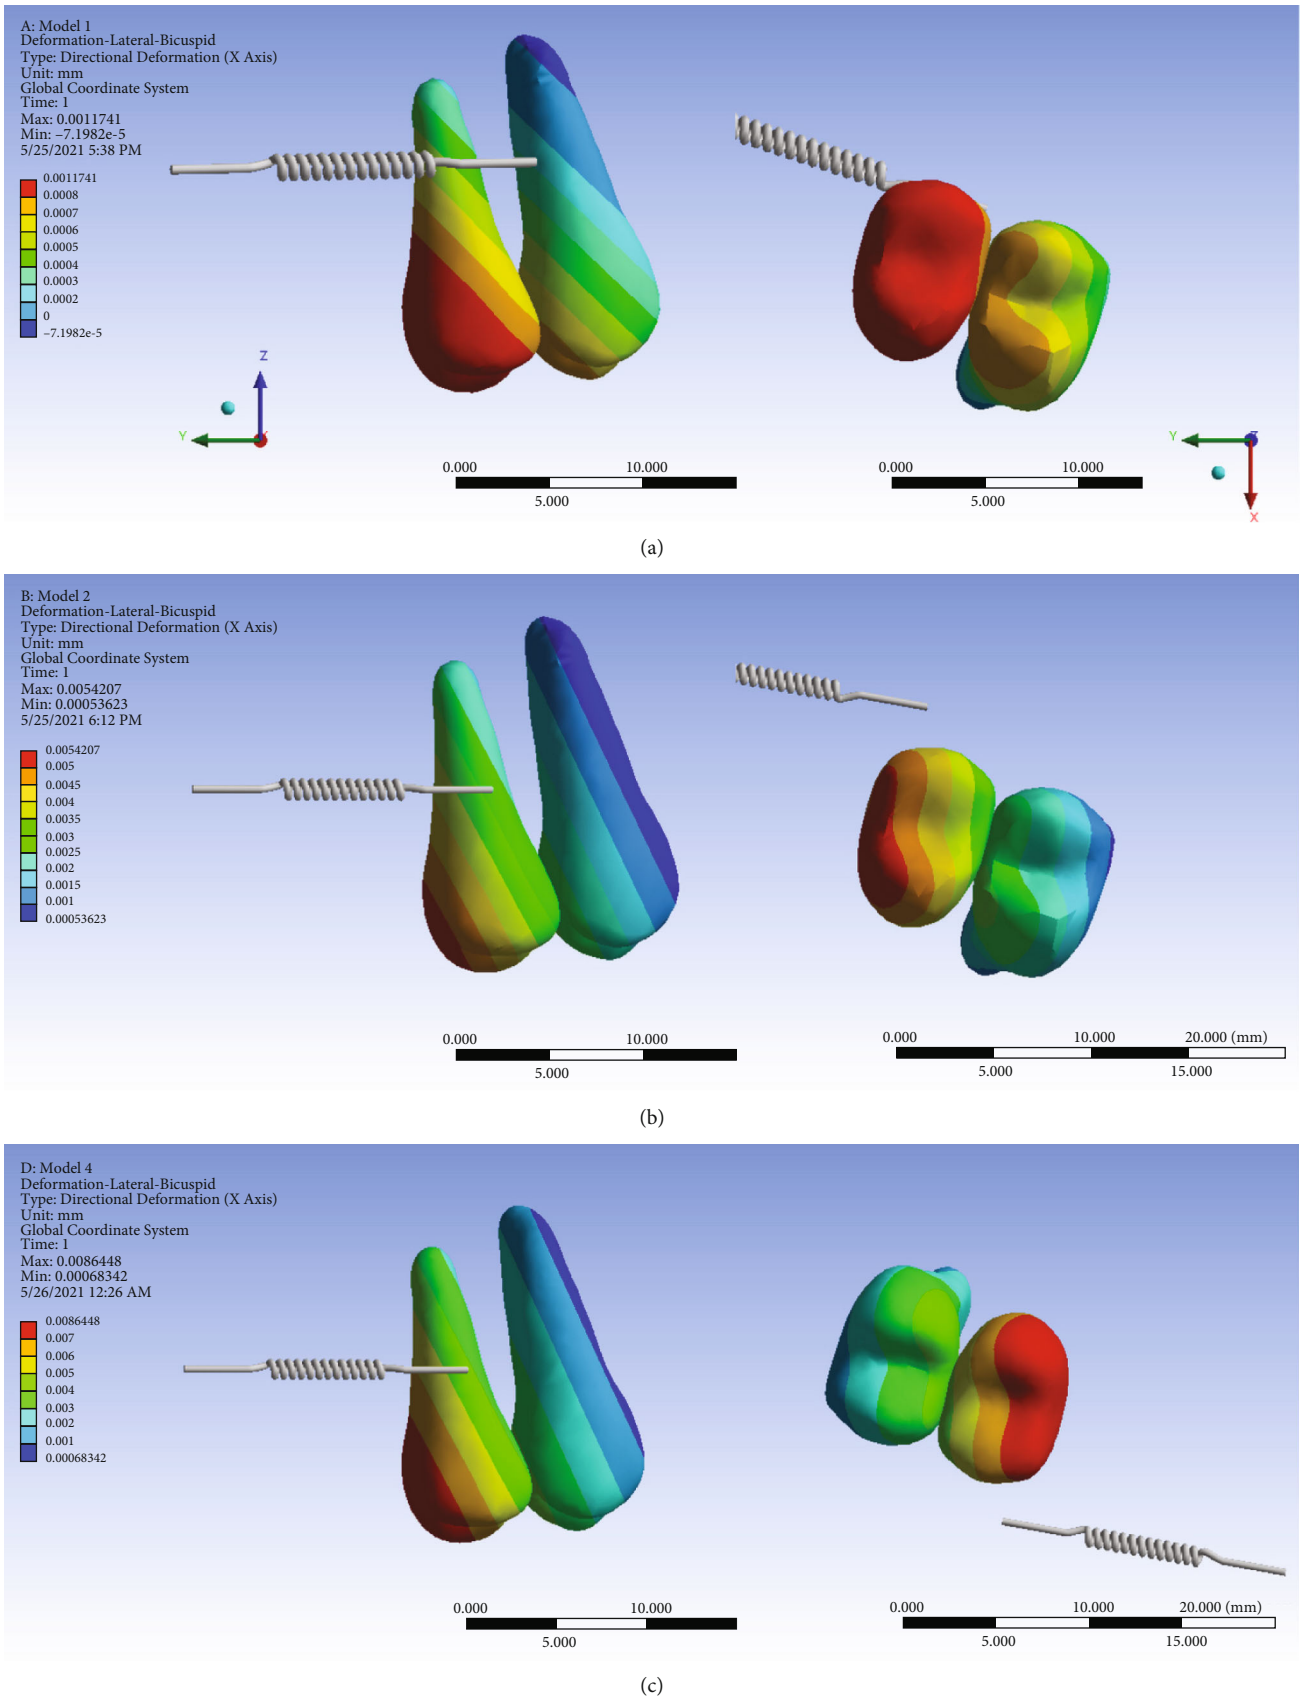 A: Model 1
Deformation-Lateral-Bicuspid
Type: Directional Deformation (X Axis)
Unit: mm
Global Coordinate System
Time: 1
Max: 0.0011741
Min: –7.1982e-5
5/25/2021 5:38 PM
0.0011741
0.0008
0.0007
0.0006
0.0005
0.0004
0.0003
0.0002
0
–7.1982e-5
Z
Y
X
0.000 10.000
5.000
0.000 10.000
5.000
Y
Z
X
(a)
B: Model 2
Deformation-Lateral-Bicuspid
Type: Directional Deformation (X Axis)
Unit: mm
Global Coordinate System
Time: 1
Max: 0.0054207
Min: 0.00053623
5/25/2021 6:12 PM
0.0054207
0.005
0.0045
0.004
0.0035
0.003
0.0025
0.002
0.0015
0.001
0.00053623
0.000 10.000
5.000
0.000 10.000 20.000 (mm)
5.000 15.000
(b)
D: Model 4
Deformation-Lateral-Bicuspid
Type: Directional Deformation (X Axis)
Unit: mm
Global Coordinate System
Time: 1
Max: 0.0086448
Min: 0.00068342
5/26/2021 12:26 AM
0.0086448
0.007
0.006
0.005
0.004
0.003
0.002
0.001
0.00068342
0.000 10.000
5.000
0.000 10.000 20.000 (mm)
5.000 15.000
(c)